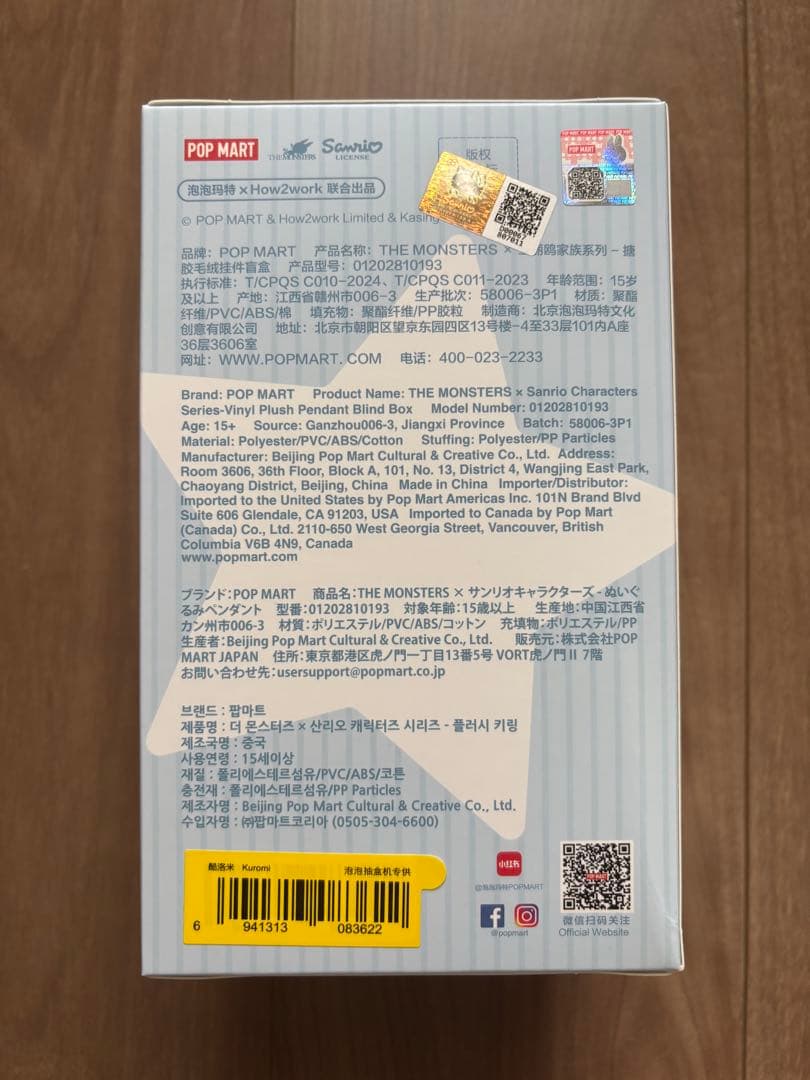 POP MART THE MONSTERS Sanrio LICENSE
版权
POP MART
泡泡玛特×How2work 联合出品
D00067
807011
© POP MART & How2work Limited & Kasing
品牌：POP MART 产品名称：THE MONSTERS × 鸥家族系列 – 搪
胶毛绒挂件盲盒 产品型号：01202810193
执行标准：T/CPQS C010-2024、T/CPQS C011-2023 年龄范围：15岁
及以上 产地：江西省赣州市006-3 生产批次：58006-3P1 材质：聚酯
纤维/PVC/ABS/棉 填充物：聚酯纤维/PP胶粒 制造商：北京泡泡玛特文化
创意有限公司 地址：北京市朝阳区望京东园四区13号楼-4至33层101内A座
36层3606室
网址：WWW.POPMART.COM 电话：400-023-2233
Brand: POP MART Product Name: THE MONSTERS × Sanrio Characters
Series-Vinyl Plush Pendant Blind Box Model Number: 01202810193
Age: 15+ Source: Ganzhou006-3, Jiangxi Province Batch: 58006-3P1
Material: Polyester/PVC/ABS/Cotton Stuffing: Polyester/PP Particles
Manufacturer: Beijing Pop Mart Cultural & Creative Co., Ltd. Address:
Room 3606, 36th Floor, Block A, 101, No. 13, District 4, Wangjing East Park,
Chaoyang District, Beijing, China Made in China Importer/Distributor:
Imported to the United States by Pop Mart Americas Inc. 101N Brand Blvd
Suite 606 Glendale, CA 91203, USA Imported to Canada by Pop Mart
(Canada) Co., Ltd. 2110-650 West Georgia Street, Vancouver, British
Columbia V6B 4N9, Canada
www.popmart.com
ブランド：POP MART 商品名：THE MONSTERS × サンリオキャラクターズ - ぬいぐ
るみペンダント 型番：01202810193 対象年齢：15歳以上 生産地：中国江西省
カン州市006-3 材質：ポリエステル/PVC/ABS/コットン 充填物：ポリエステル/PP
生産者：Beijing Pop Mart Cultural & Creative Co., Ltd. 販売元：株式会社POP
MART JAPAN 住所：東京都港区虎ノ門一丁目13番5号 VORT虎ノ門Ⅱ 7階
お問い合わせ先：usersupport@popmart.co.jp
브랜드 : 팝마트
제품명 : 더 몬스터즈 × 산리오 캐릭터즈 시리즈 - 플러시 키링
제조국명 : 중국
사용연령 : 15세이상
재질 : 폴리에스테르섬유/PVC/ABS/코튼
충전재 : 폴리에스테르섬유/PP Particles
제조자명 : Beijing Pop Mart Cultural & Creative Co., Ltd.
수입자명 : ㈜팝마트코리아 (0505-304-6600)
酷洛米 Kuromi 泡泡抽盒机专供
6 941313 083622
小红书
@泡泡玛特POPMART
@popmart
POP MART
微信扫码关注
Official Website